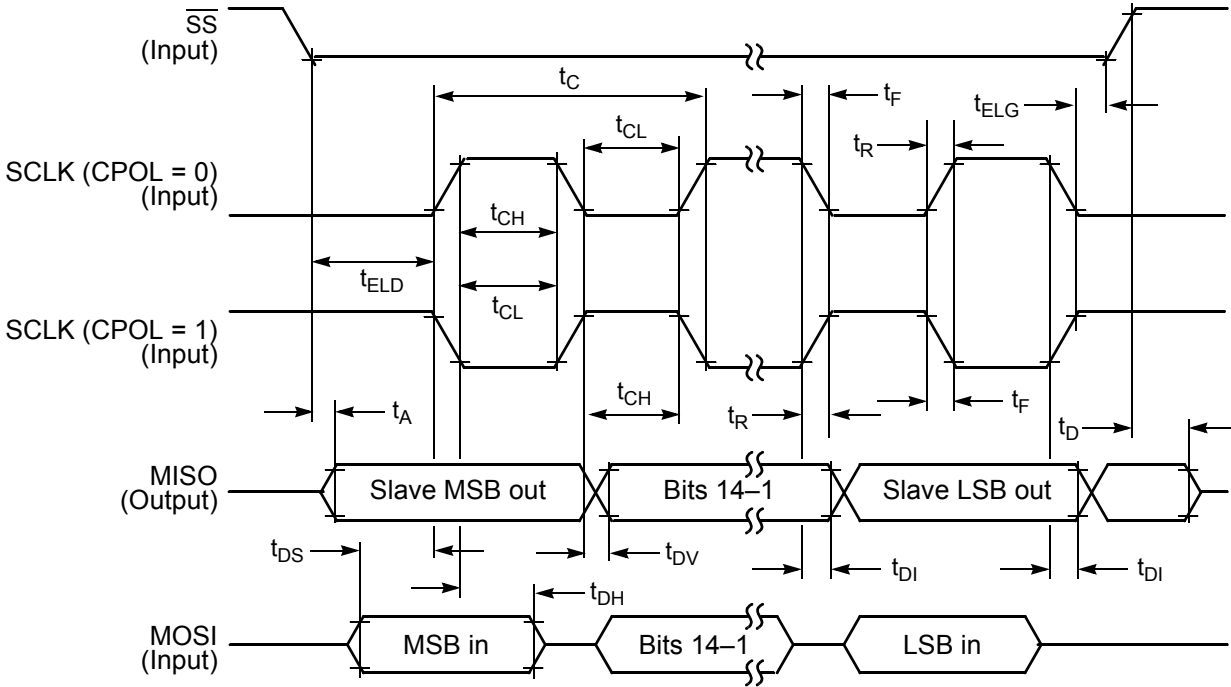 SS
(Input)
tC
tF
tELG
tCL
tR
SCLK (CPOL = 0)
(Input)
tCH
tELD
tCL
SCLK (CPOL = 1)
(Input)
tCH
tA
tR
tF
tD
MISO
(Output)
Slave MSB out
Bits 14–1
Slave LSB out
tDS
tDV
tDI
tDI
tDH
MOSI
(Input)
MSB in
Bits 14–1
LSB in